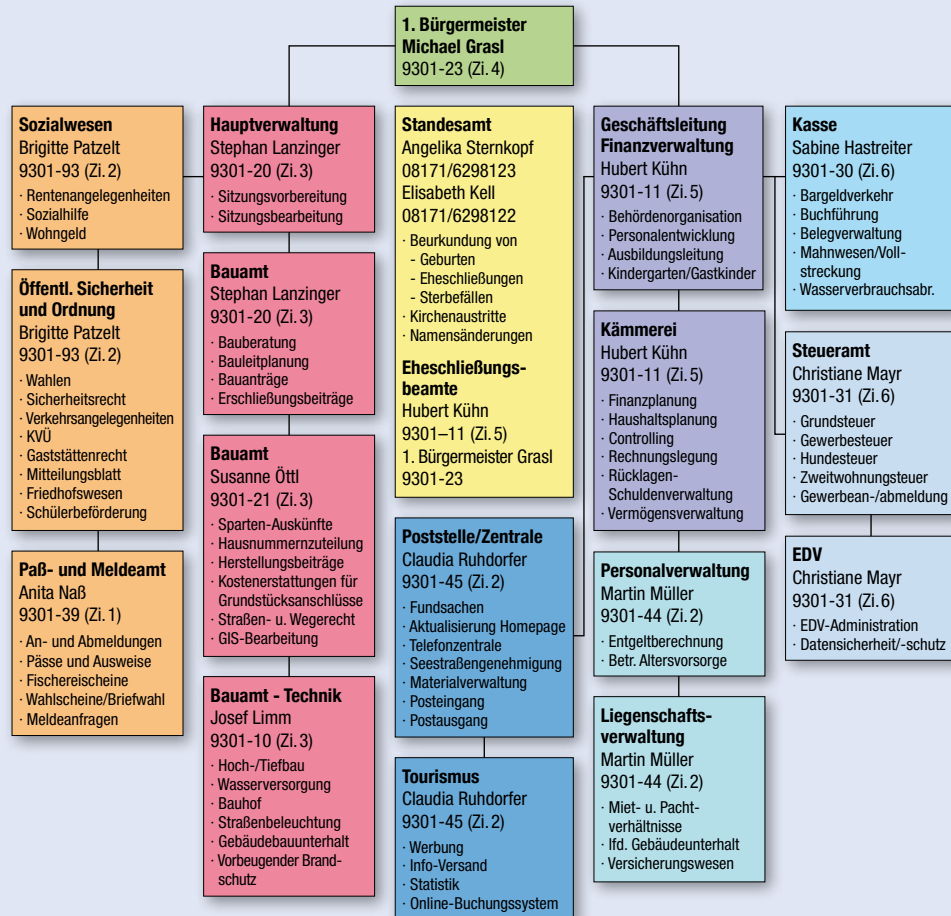 1. Bürgermeister
Michael Grasl
9301-23 (Zi. 4)
Sozialwesen
Brigitte Patzelt
9301-93 (Zi. 2)
· Rentenangelegenheiten
· Sozialhilfe
· Wohngeld
Öffentl. Sicherheit
und Ordnung
Brigitte Patzelt
9301-93 (Zi. 2)
· Wahlen
· Sicherheitsrecht
· Verkehrsangelegenheiten
· KVÜ
· Gaststättenrecht
· Mitteilungsblatt
· Friedhofswesen
· Schülerbeförderung
Paß- und Meldeamt
Anita Naß
9301-39 (Zi. 1)
· An- und Abmeldungen
· Pässe und Ausweise
· Fischereischeine
· Wahlscheine/Briefwahl
· Meldeanfragen
Hauptverwaltung
Stephan Lanzinger
9301-20 (Zi. 3)
· Sitzungsvorbereitung
· Sitzungsbearbeitung
Bauamt
Stephan Lanzinger
9301-20 (Zi. 3)
· Bauberatung
· Bauleitplanung
· Bauanträge
· Erschließungsbeiträge
Bauamt
Susanne Öttl
9301-21 (Zi. 3)
· Sparten-Auskünfte
· Hausnummernzuteilung
· Herstellungsbeiträge
· Kostenerstattungen für
Grundstücksanschlüsse
· Straßen- u. Wegerecht
· GIS-Bearbeitung
Bauamt - Technik
Josef Limm
9301-10 (Zi. 3)
· Hoch-/Tiefbau
· Wasserversorgung
· Bauhof
· Straßenbeleuchtung
· Gebäudebauunterhalt
· Vorbeugender Brand-
schutz
Standesamt
Angelika Sternkopf
08171/6298123
Elisabeth Kell
08171/6298122
· Beurkundung von
- Geburten
- Eheschließungen
- Sterbefällen
· Kirchenaustritte
· Namensänderungen
Eheschließungs-
beamte
Hubert Kühn
9301–11 (Zi. 5)
1. Bürgermeister Grasl
9301-23
Poststelle/Zentrale
Claudia Ruhdorfer
9301-45 (Zi. 2)
· Fundsachen
· Aktualisierung Homepage
· Telefonzentrale
· Seestraßengenehmigung
· Materialverwaltung
· Posteingang
· Postausgang
Tourismus
Claudia Ruhdorfer
9301-45 (Zi. 2)
· Werbung
· Info-Versand
· Statistik
· Online-Buchungssystem
Geschäftsleitung
Finanzverwaltung
Hubert Kühn
9301-11 (Zi. 5)
· Behördenorganisation
· Personalentwicklung
· Ausbildungsleitung
· Kindergarten/Gastkinder
Kämmerei
Hubert Kühn
9301-11 (Zi. 5)
· Finanzplanung
· Haushaltsplanung
· Controlling
· Rechnungslegung
· Rücklagen-
Schuldenverwaltung
· Vermögensverwaltung
Personalverwaltung
Martin Müller
9301-44 (Zi. 2)
· Entgeltberechnung
· Betr. Altersvorsorge
Liegenschafts-
verwaltung
Martin Müller
9301-44 (Zi. 2)
· Miet- u. Pacht-
verhältnisse
· lfd. Gebäudeunterhalt
· Versicherungswesen
Kasse
Sabine Hastreiter
9301-30 (Zi. 6)
· Bargeldverkehr
· Buchführung
· Belegverwaltung
· Mahnwesen/Voll-
streckung
· Wasserverbrauchsabr.
Steueramt
Christiane Mayr
9301-31 (Zi. 6)
· Grundsteuer
· Gewerbesteuer
· Hundesteuer
· Zweitwohnungsteuer
· Gewerbean-/abmeldung
EDV
Christiane Mayr
9301-31 (Zi. 6)
· EDV-Administration
· Datensicherheit/-schutz